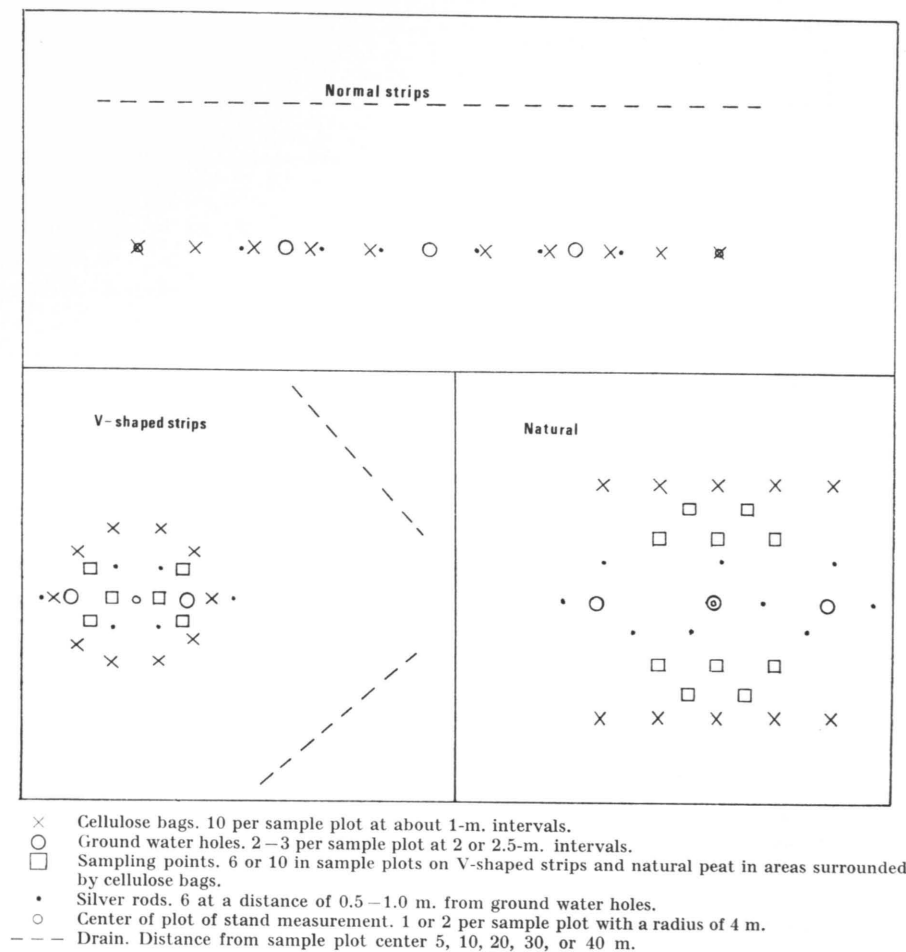 Normal strips
V-shaped strips
Natural
× Cellulose bags. 10 per sample plot at about 1-m. intervals.
○ Ground water holes. 2–3 per sample plot at 2 or 2.5-m. intervals.
□ Sampling points. 6 or 10 in sample plots on V-shaped strips and natural peat in areas surrounded
by cellulose bags.
• Silver rods. 6 at a distance of 0.5–1.0 m. from ground water holes.
○ Center of plot of stand measurement. 1 or 2 per sample plot with a radius of 4 m.
– – – Drain. Distance from sample plot center 5, 10, 20, 30, or 40 m.